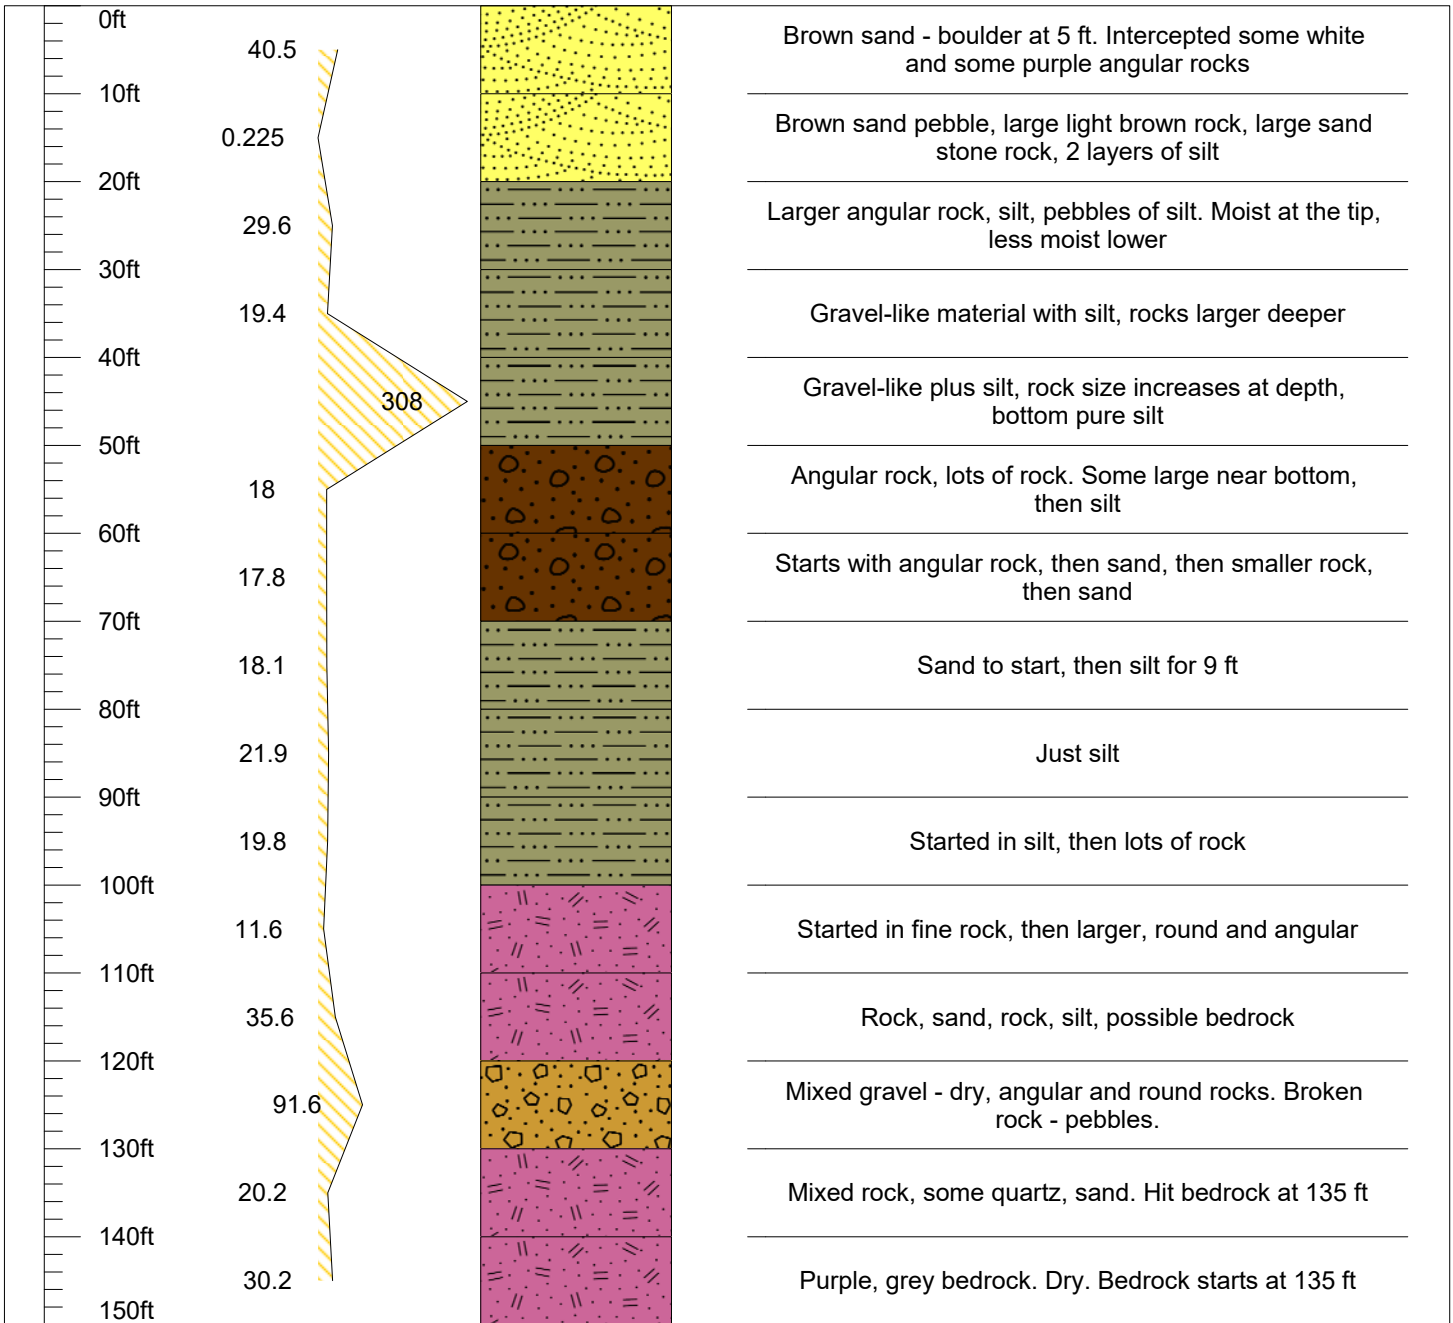 0ft
40.5
Brown sand - boulder at 5 ft. Intercepted some white
and some purple angular rocks
10ft
0.225
Brown sand pebble, large light brown rock, large sand
stone rock, 2 layers of silt
20ft
29.6
Larger angular rock, silt, pebbles of silt. Moist at the tip,
less moist lower
30ft
19.4
Gravel-like material with silt, rocks larger deeper
40ft
308
Gravel-like plus silt, rock size increases at depth,
bottom pure silt
50ft
18
Angular rock, lots of rock. Some large near bottom,
then silt
60ft
17.8
Starts with angular rock, then sand, then smaller rock,
then sand
70ft
18.1
Sand to start, then silt for 9 ft
80ft
21.9
Just silt
90ft
19.8
Started in silt, then lots of rock
100ft
11.6
Started in fine rock, then larger, round and angular
110ft
35.6
Rock, sand, rock, silt, possible bedrock
120ft
91.6
Mixed gravel - dry, angular and round rocks. Broken
rock - pebbles.
130ft
20.2
Mixed rock, some quartz, sand. Hit bedrock at 135 ft
140ft
30.2
Purple, grey bedrock. Dry. Bedrock starts at 135 ft
150ft